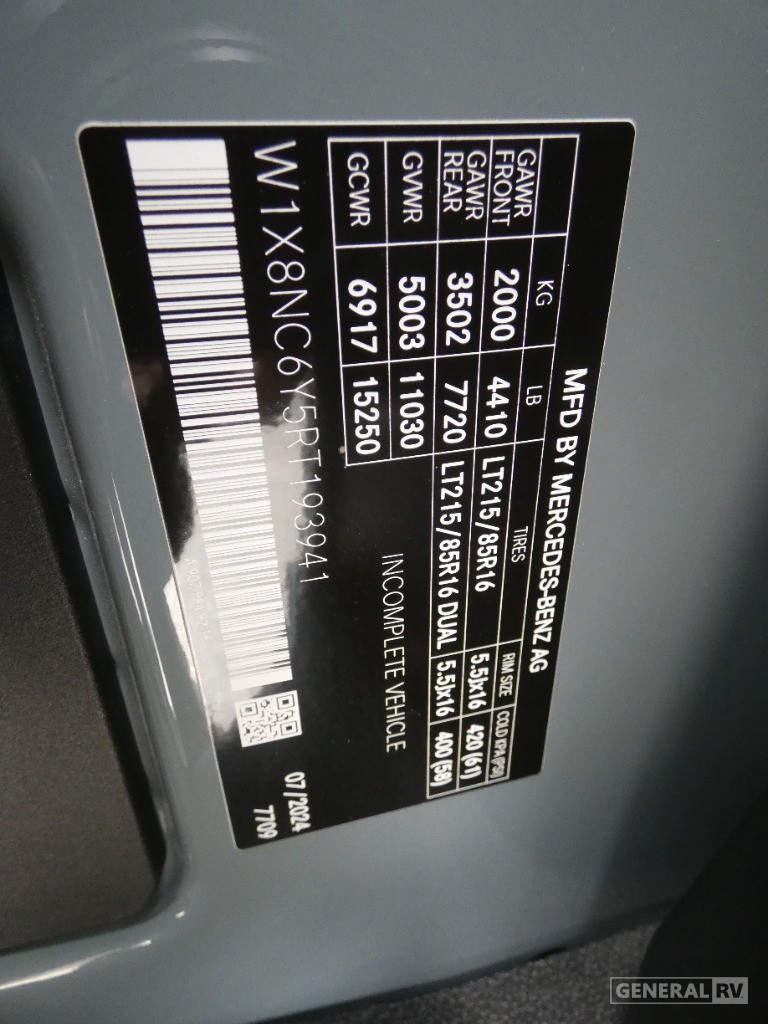 MFD BY MERCEDES-BENZ AG
KG LB TIRES RIM SIZE COLD KPA(PSI)
GAWR FRONT 2000 4410 LT215/85R16 5.5Jx16 420 (61)
GAWR REAR 3502 7720 LT215/85R16 DUAL 5.5Jx16 400 (58)
GVWR 5003 11030
GCWR 6917 15250
INCOMPLETE VEHICLE
W1X8NC6Y5RT193941
07/2024
7709
GENERAL RV